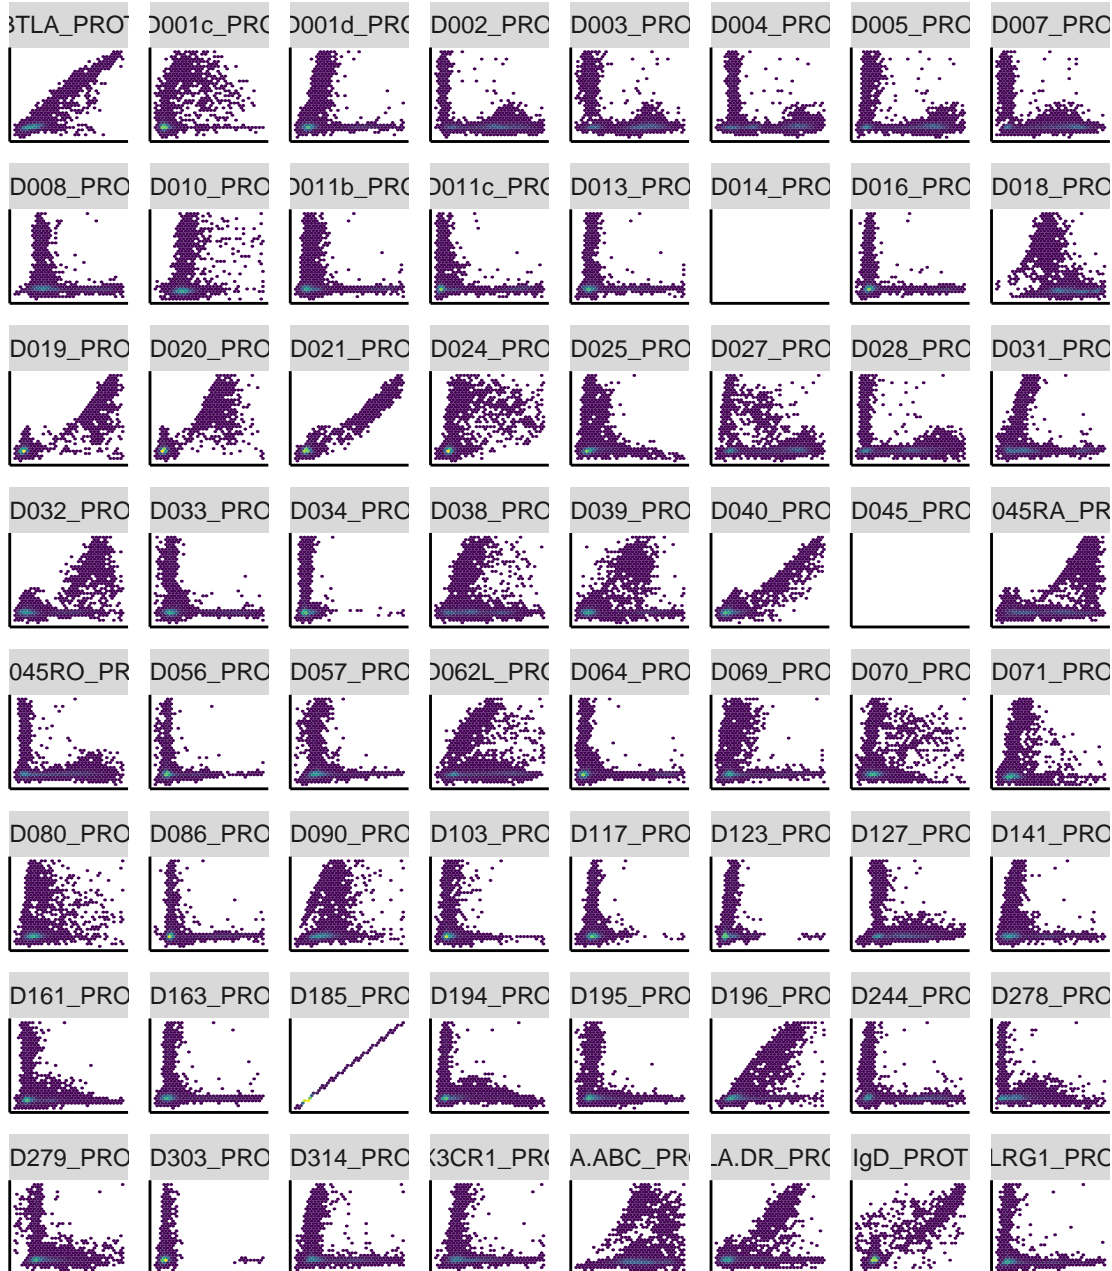 BTLA_PROT D001c_PRO D001d_PRO D002_PRO D003_PRO D004_PRO D005_PRO D007_PRO
D008_PRO D010_PRO D011b_PRO D011c_PRO D013_PRO D014_PRO D016_PRO D018_PRO
D019_PRO D020_PRO D021_PRO D024_PRO D025_PRO D027_PRO D028_PRO D031_PRO
D032_PRO D033_PRO D034_PRO D038_PRO D039_PRO D040_PRO D045_PRO 045RA_PR
045RO_PR D056_PRO D057_PRO D062L_PRO D064_PRO D069_PRO D070_PRO D071_PRO
D080_PRO D086_PRO D090_PRO D103_PRO D117_PRO D123_PRO D127_PRO D141_PRO
D161_PRO D163_PRO D185_PRO D194_PRO D195_PRO D196_PRO D244_PRO D278_PRO
D279_PRO D303_PRO D314_PRO X3CR1_PRO A.ABC_PR LA.DR_PRO IgD_PROT LRG1_PRO